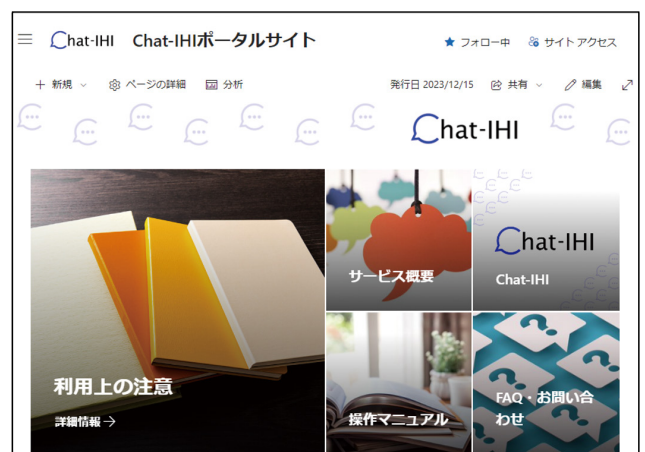 Chat-IHI Chat-IHIポータルサイト
フォロー中 サイト アクセス
新規 ページの詳細 分析
発行日 2023/12/15 共有 編集
Chat-IHI
サービス概要
Chat-IHI
Chat-IHI
利用上の注意
詳細情報→
操作マニュアル
FAQ・お問い合
わせ